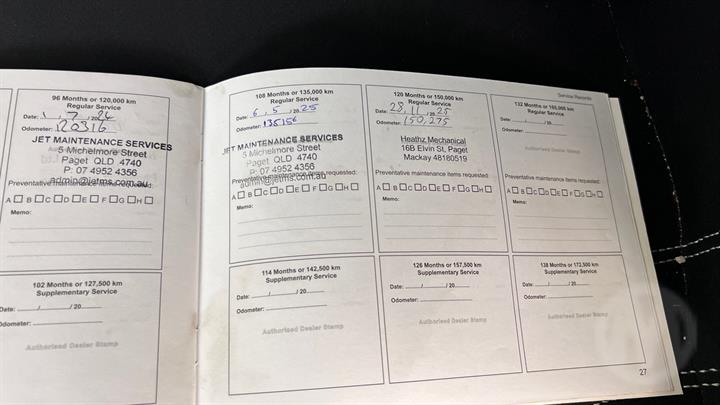 Service Records
96 Months or 120,000 km
Regular Service
Date: 1 / 7 / 2024
Odometer: 120316
JET MAINTENANCE SERVICES
5 Michelmore Street
Paget QLD 4740
P: 07 4952 4356
Preventative maintenance items requested:
admin@jetms.com.au
A B C D E F G H
Memo:
102 Months or 127,500 km
Supplementary Service
Date: / / 20
Odometer:
Authorised Dealer Stamp
108 Months or 135,000 km
Regular Service
Date: 6 / 5 / 2025
Odometer: 135156
JET MAINTENANCE SERVICES
5 Michelmore Street
Paget QLD 4740
P: 07 4952 4356
Preventative maintenance items requested:
admin@jetms.com.au
A B C D E F G H
Memo:
114 Months or 142,500 km
Supplementary Service
Date: / / 20
Odometer:
Authorised Dealer Stamp
120 Months or 150,000 km
Regular Service
Date: 28 / 11 / 2025
Odometer: 150,275
Heathz Mechanical
16B Elvin St, Paget
Mackay 48180519
Preventative maintenance items requested:
A B C D E F G H
Memo:
126 Months or 157,500 km
Supplementary Service
Date: / / 20
Odometer:
Authorised Dealer Stamp
132 Months or 165,000 km
Regular Service
Date: / / 20
Odometer:
Authorised Dealer Stamp
Preventative maintenance items requested:
A B C D E F G H
Memo:
138 Months or 172,500 km
Supplementary Service
Date: / / 20
Odometer:
Authorised Dealer Stamp
27